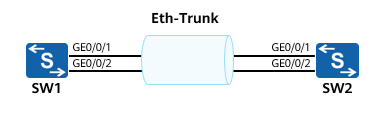 Eth-Trunk
GE0/0/1 GE0/0/1
GE0/0/2 GE0/0/2
S S
SW1 SW2